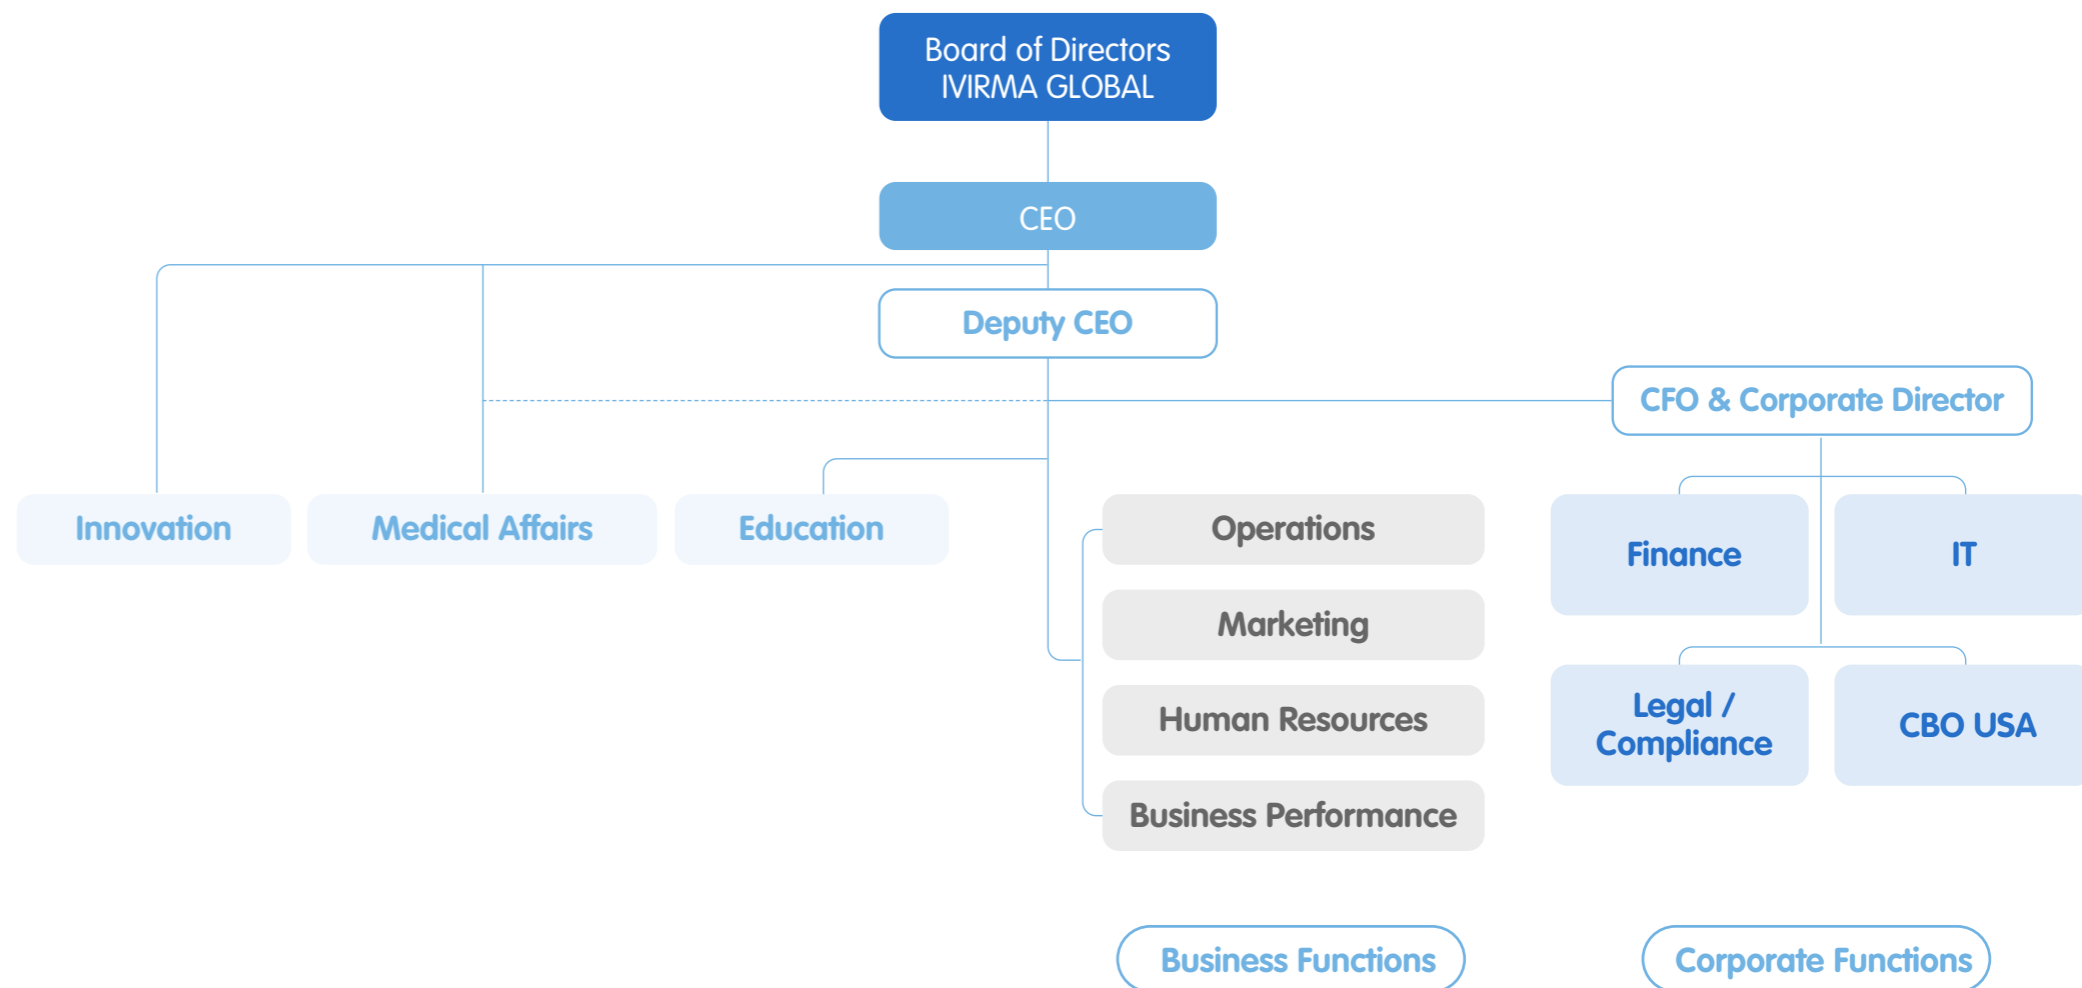 Board of Directors
IVIRMA GLOBAL
CEO
Deputy CEO
CFO & Corporate Director
Innovation
Medical Affairs
Education
Operations
Marketing
Human Resources
Business Performance
Finance
IT
Legal /
Compliance
CBO USA
Business Functions
Corporate Functions